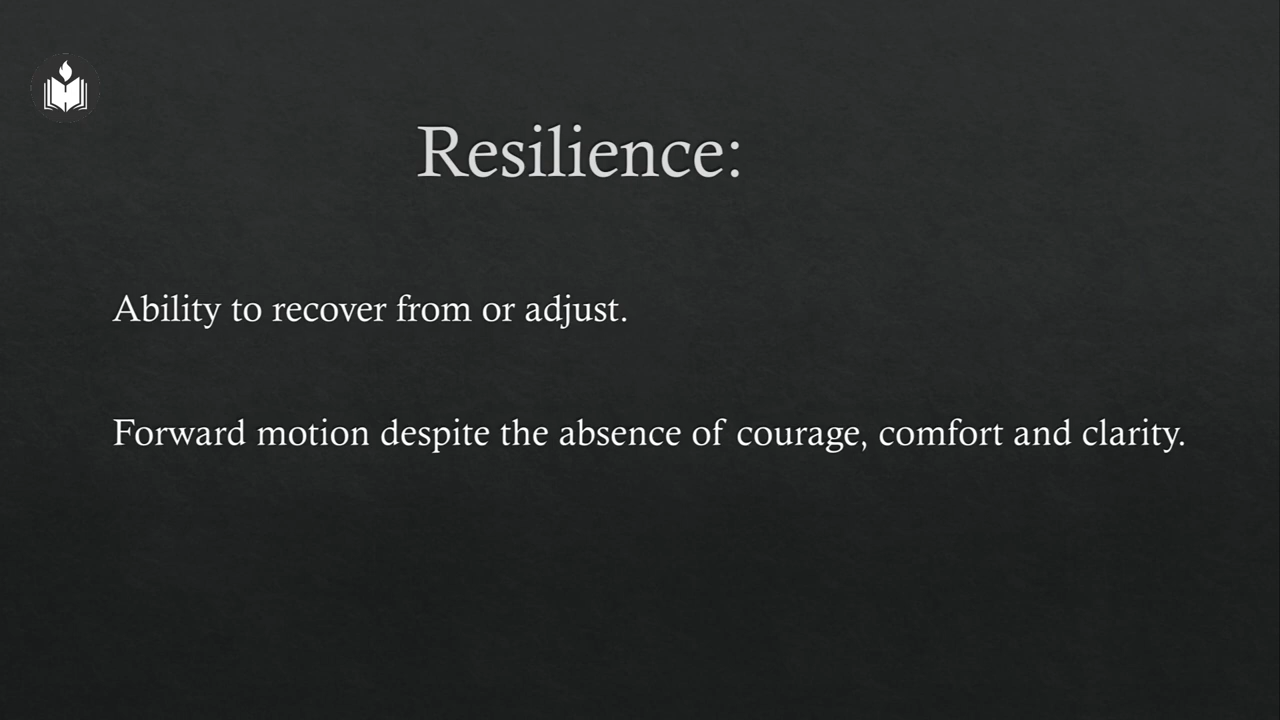 Resilience:
Ability to recover from or adjust.
Forward motion despite the absence of courage, comfort and clarity.